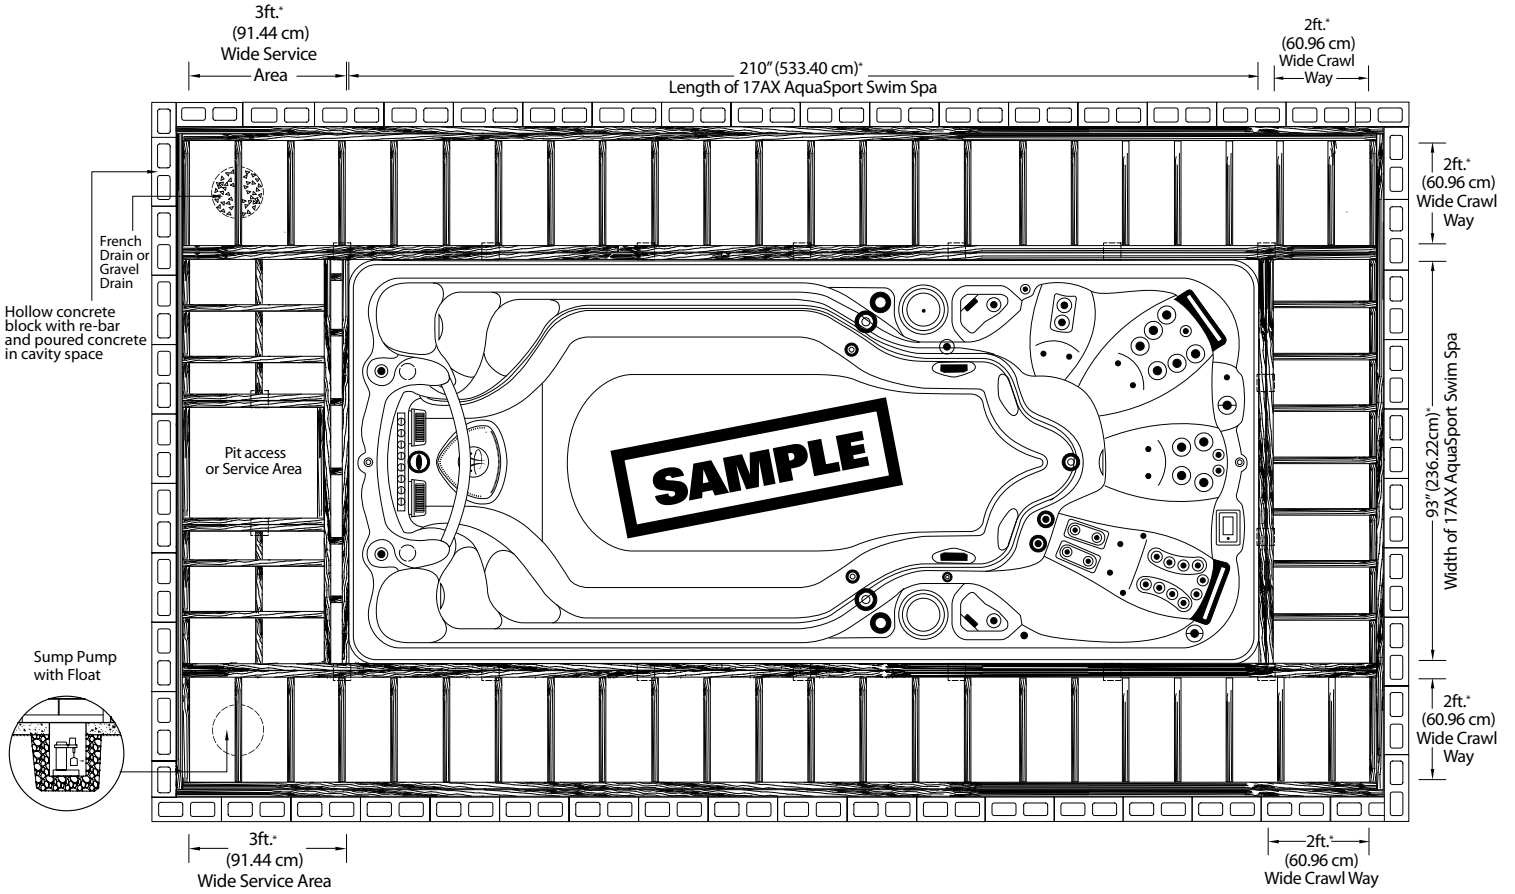 3ft.*
(91.44 cm)
Wide Service
Area
210” (533.40 cm)*
Length of 17AX AquaSport Swim Spa
2ft.*
(60.96 cm)
Wide Crawl
Way
2ft.*
(60.96 cm)
Wide Crawl
Way
French
Drain or
Gravel
Drain
Hollow concrete
block with re-bar
and poured concrete
in cavity space
Pit access
or Service Area
SAMPLE
93” (236.22cm)*
Width of 17AX AquaSport Swim Spa
Sump Pump
with Float
2ft.*
(60.96 cm)
Wide Crawl
Way
3ft.*
(91.44 cm)
Wide Service Area
2ft.*
(60.96 cm)
Wide Crawl Way